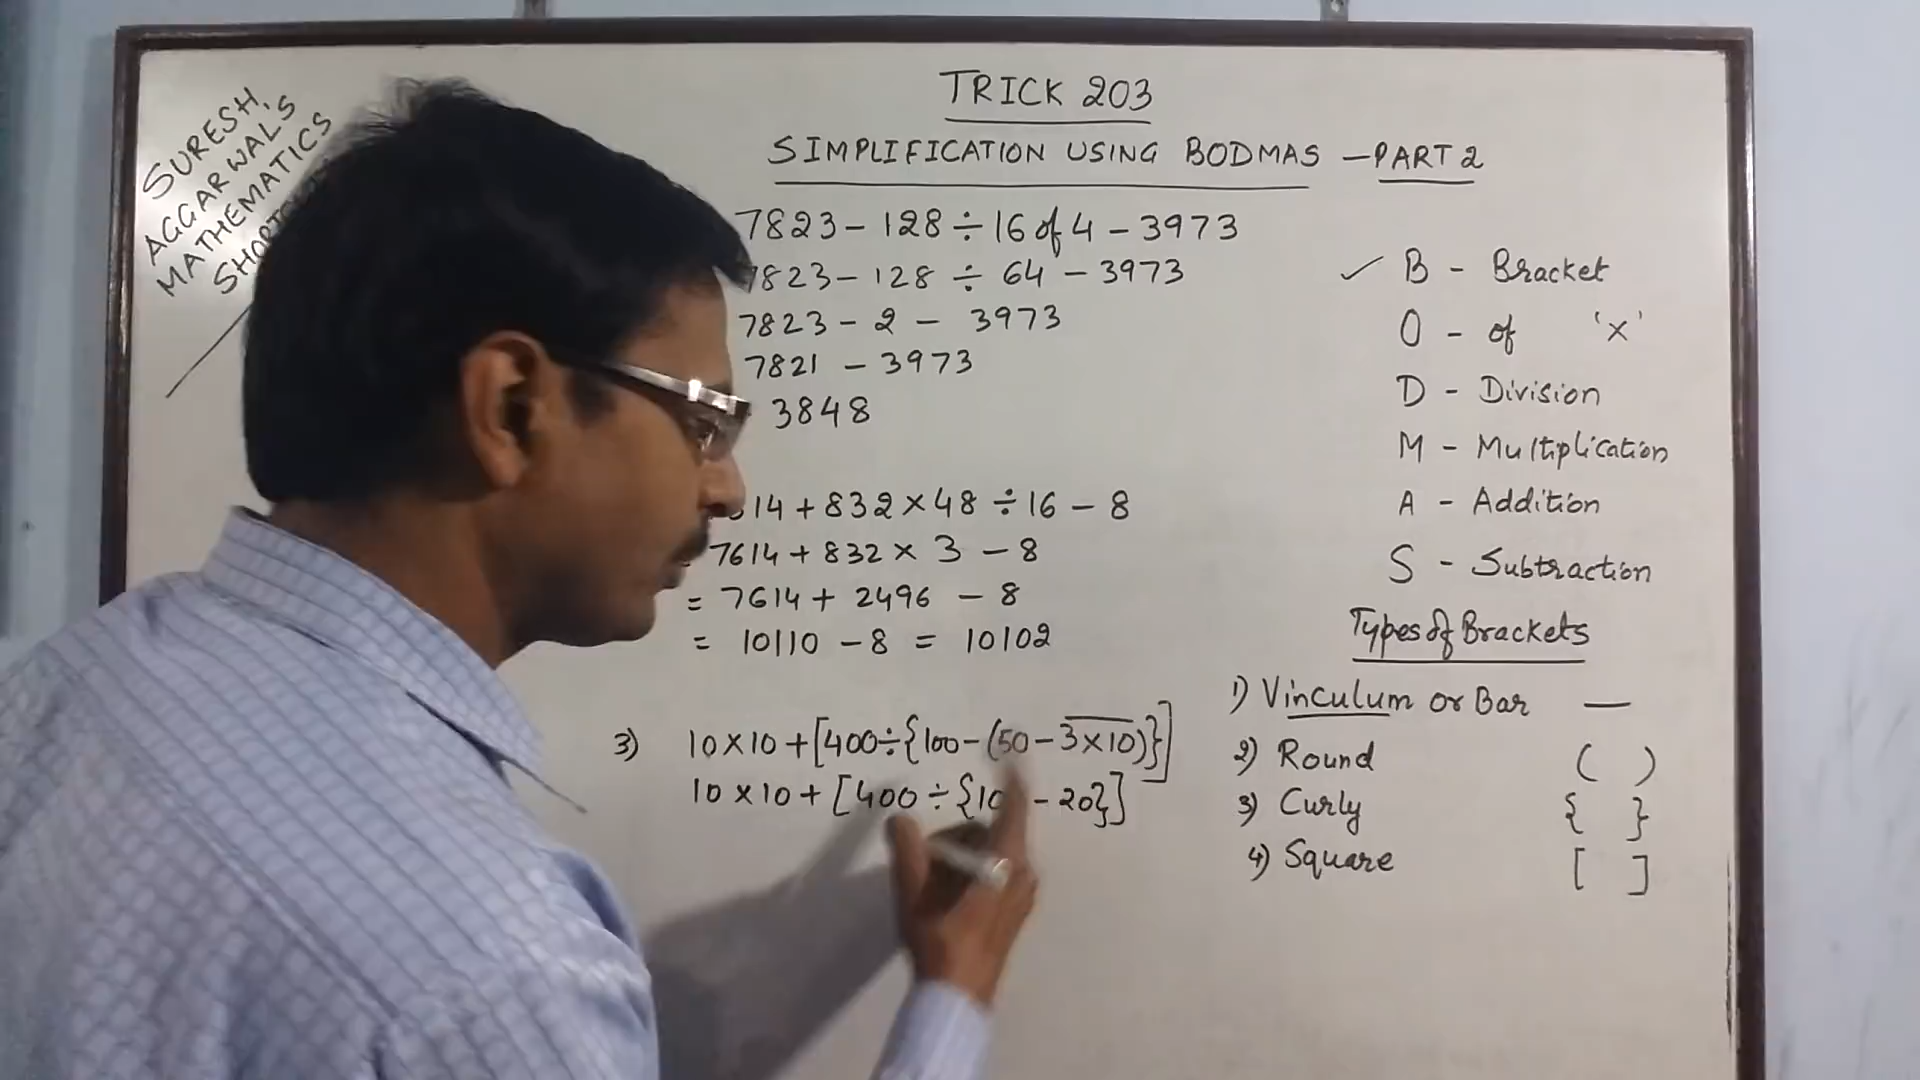 SURESH
AGGARWAL'S
MATHEMATICS
TRICK 203
SIMPLIFICATION USING BODMAS – PART 2
7823 – 128 ÷ 16 of 4 – 3973
7823 – 128 ÷ 64 – 3973
7823 – 2 – 3973
7821 – 3973
3848
14 + 832 × 48 ÷ 16 – 8
7614 + 832 × 3 – 8
= 7614 + 2496 – 8
= 10110 – 8 = 10102
3) 10 × 10 + [400 ÷ {100 – (50 – 3 × 10)}]
10 × 10 + [400 ÷ {10 – 20}]
✓ B - Bracket
O - of 'x'
D - Division
M - Multiplication
A - Addition
S - Subtraction
Types of Brackets
1) Vinculum or Bar —
2) Round ( )
3) Curly { }
4) Square [ ]